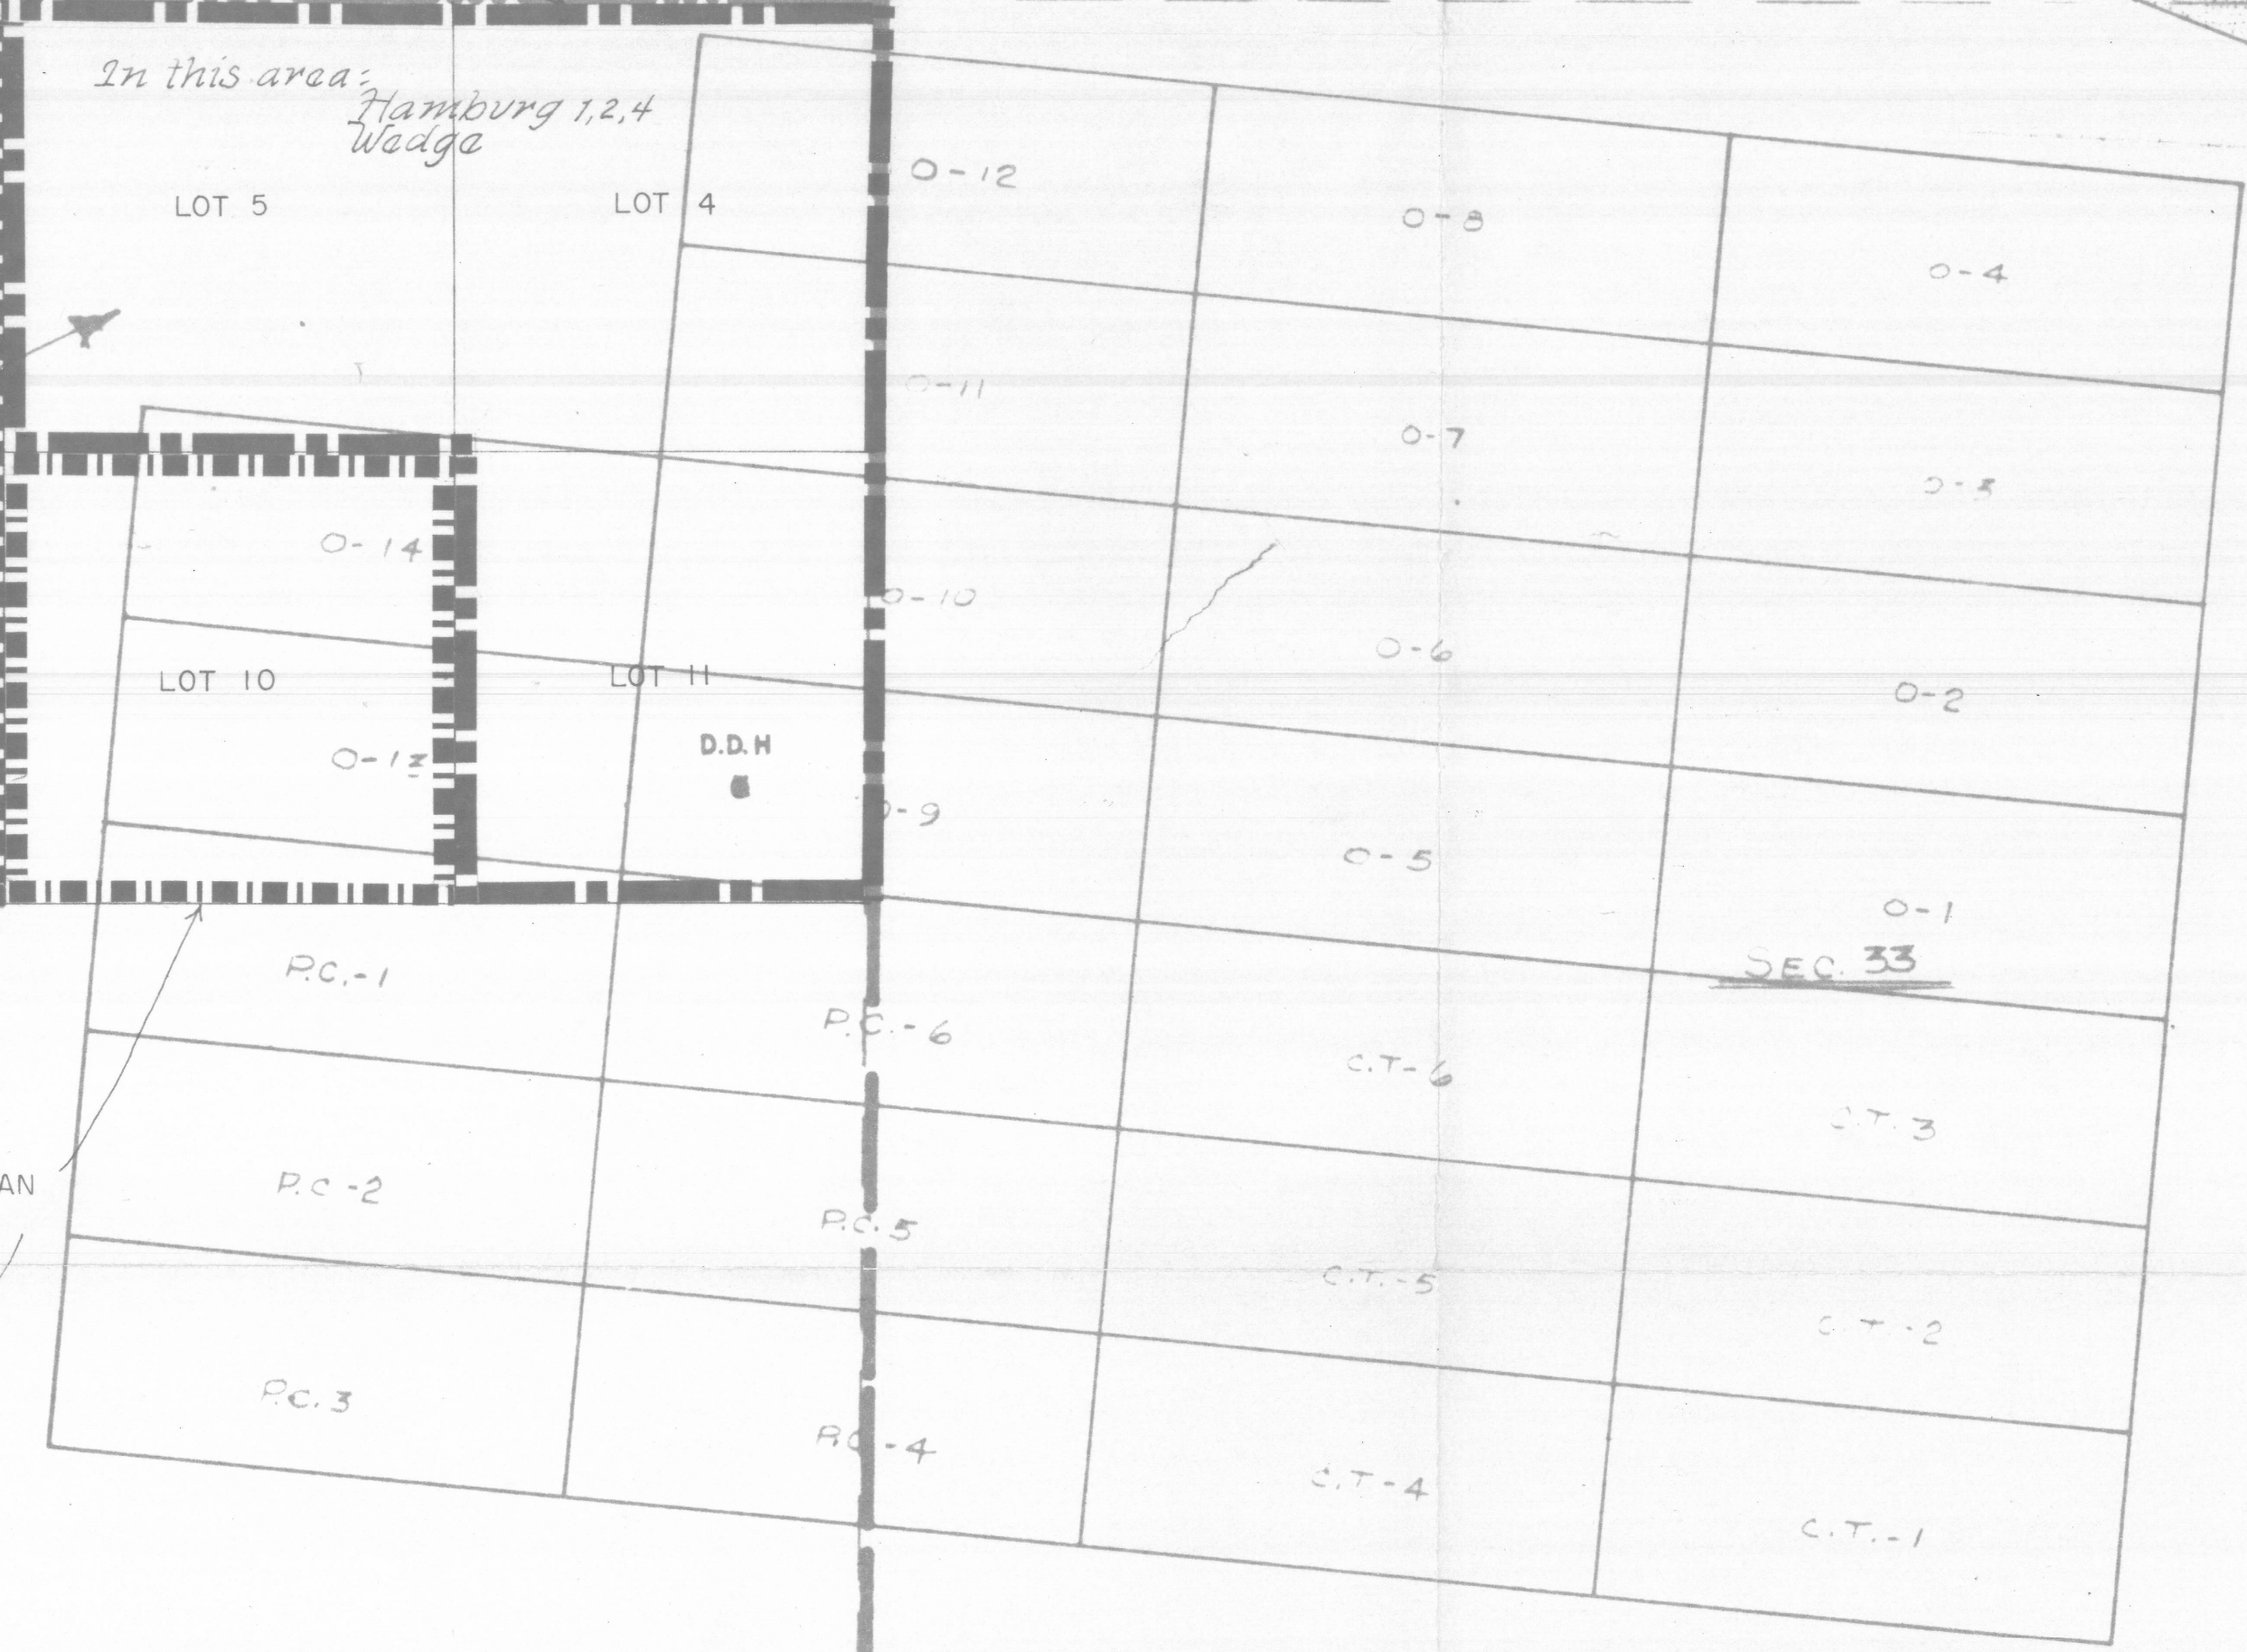 In this area:
Hamburg 1,2,4
Wedge
LOT 5
LOT 4
O-12
O-8
O-4
O-11
O-7
O-3
O-14
O-10
O-6
O-2
LOT 10
LOT 11
D.D.H
O-13
O-9
O-5
O-1
SEC. 33
P.C.-1
P.C.-6
C.T-6
C.T.3
AN
P.C-2
P.C.5
C.T.-5
C.T-2
P.C.3
P.C-4
C.T-4
C.T.-1